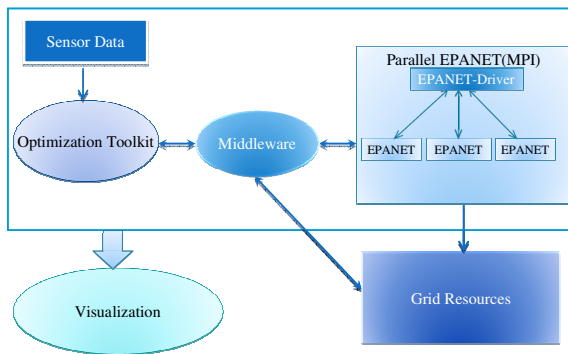 Sensor Data
Parallel EPANET(MPI)
EPANET-Driver
Optimization Toolkit
Middleware
EPANET
EPANET
EPANET
Visualization
Grid Resources